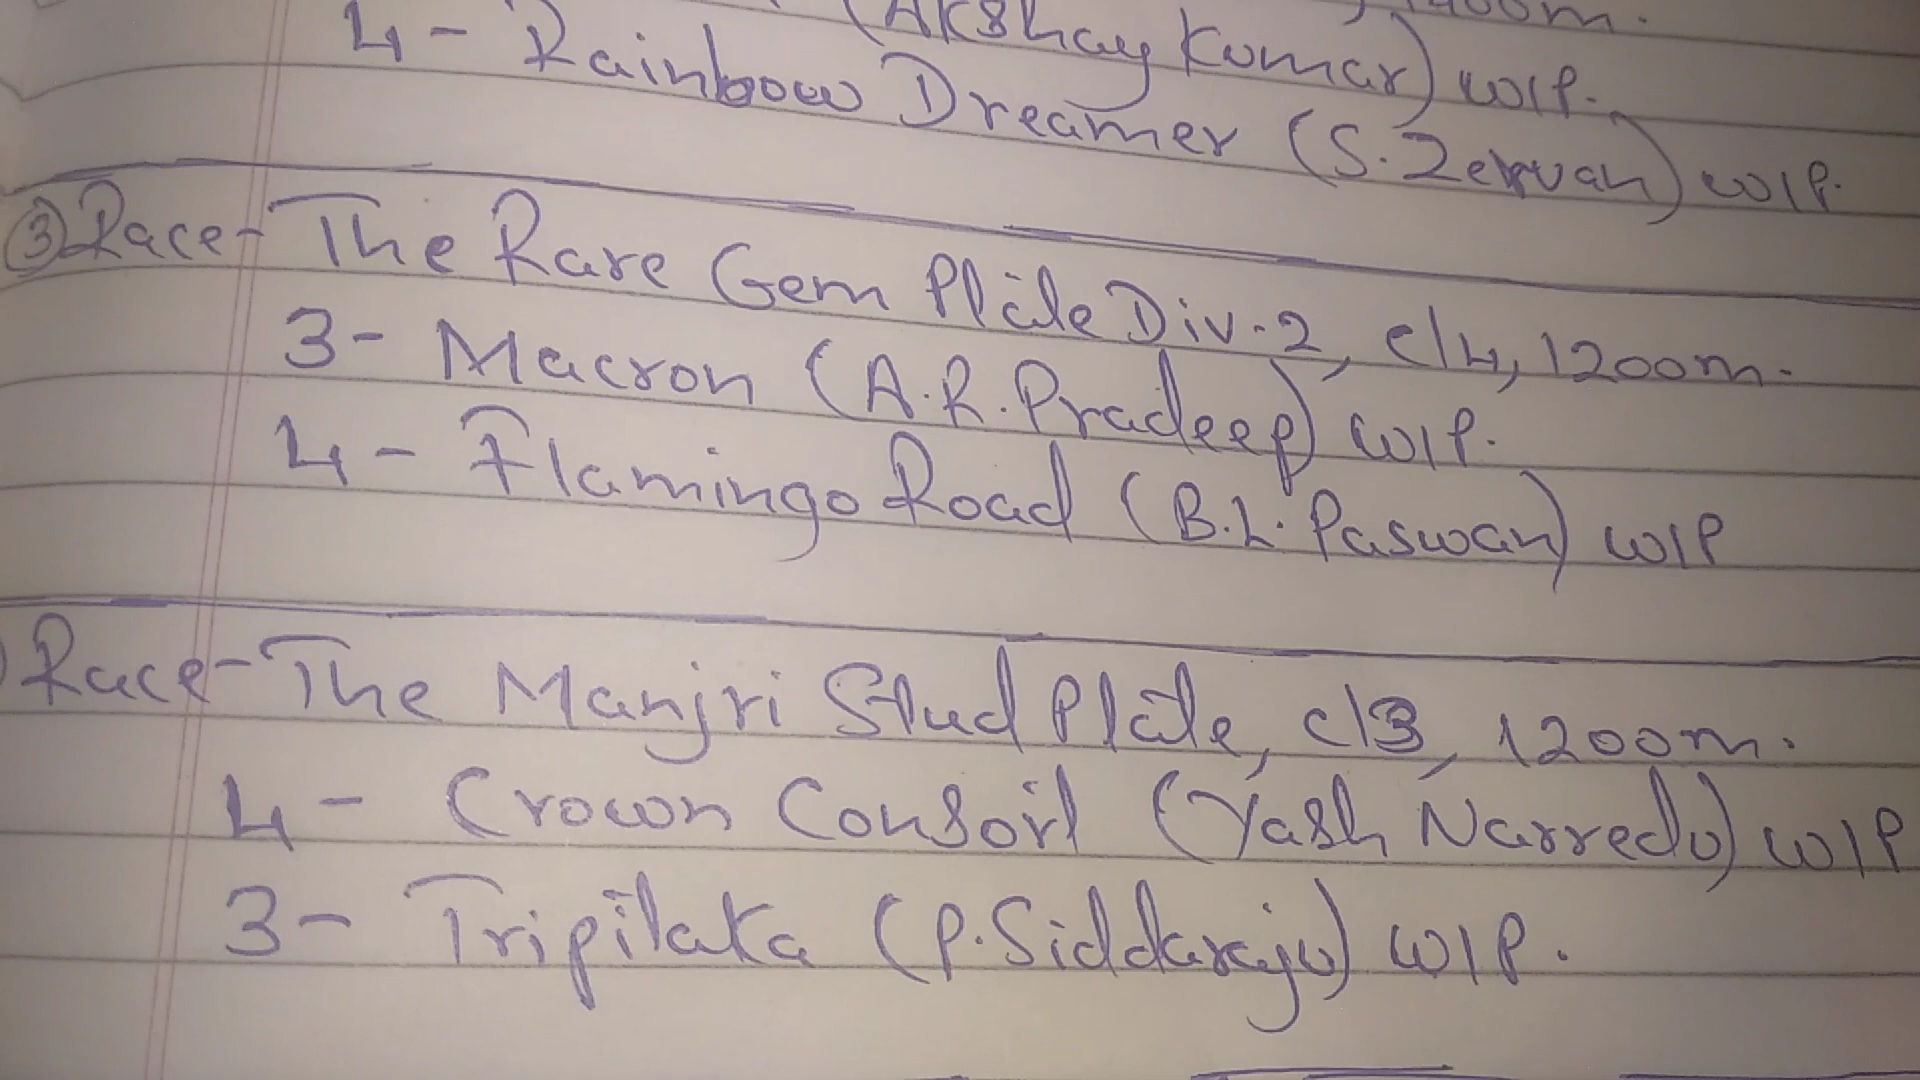 1400m.
(Akshay Kumar) W/P.
4- Rainbow Dreamer (S. Zervan) W/P.
③ Race- The Rare Gem Plate Div-2, C/4, 1200m.
3- Macron (A.R. Pradeep) W/P.
4- Flamingo Road (B.L. Paswan) W/P
Race- The Manjri Stud Plate, C/3, 1200m.
4- Crown Consort (Yash Narredu) W/P
3- Tripitaka (P. Siddaraju) W/P.